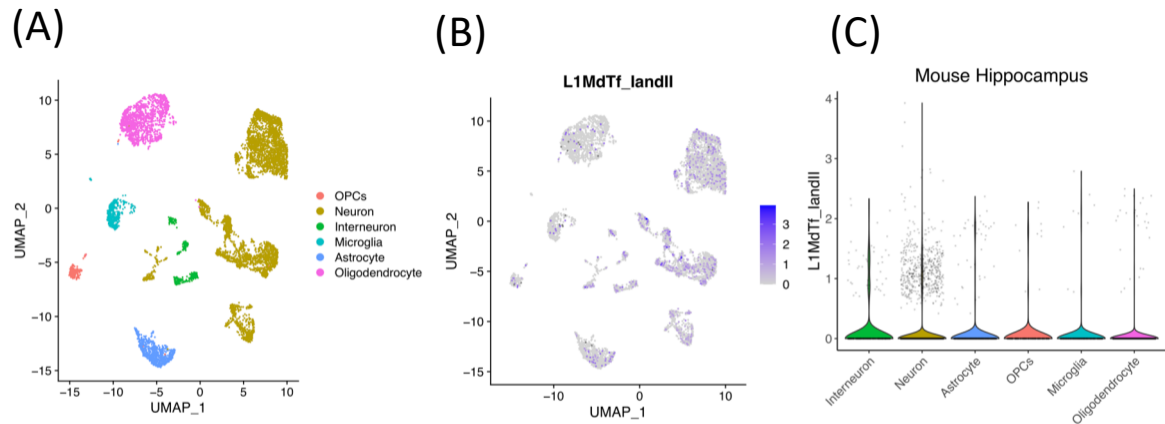 (A)
10
5
0
−5
−10
−15
UMAP_2
−15
−10
−5
0
5
10
UMAP_1
OPCs
Neuron
Interneuron
Microglia
Astrocyte
Oligodendrocyte
(B)
L1MdTf_IandII
10
5
0
−5
−10
−15
UMAP_2
−10
0
10
UMAP_1
3
2
1
0
(C)
Mouse Hippocampus
4
3
2
1
0
L1MdTf_IandII
Interneuron
Neuron
Astrocyte
OPCs
Microglia
Oligodendrocyte